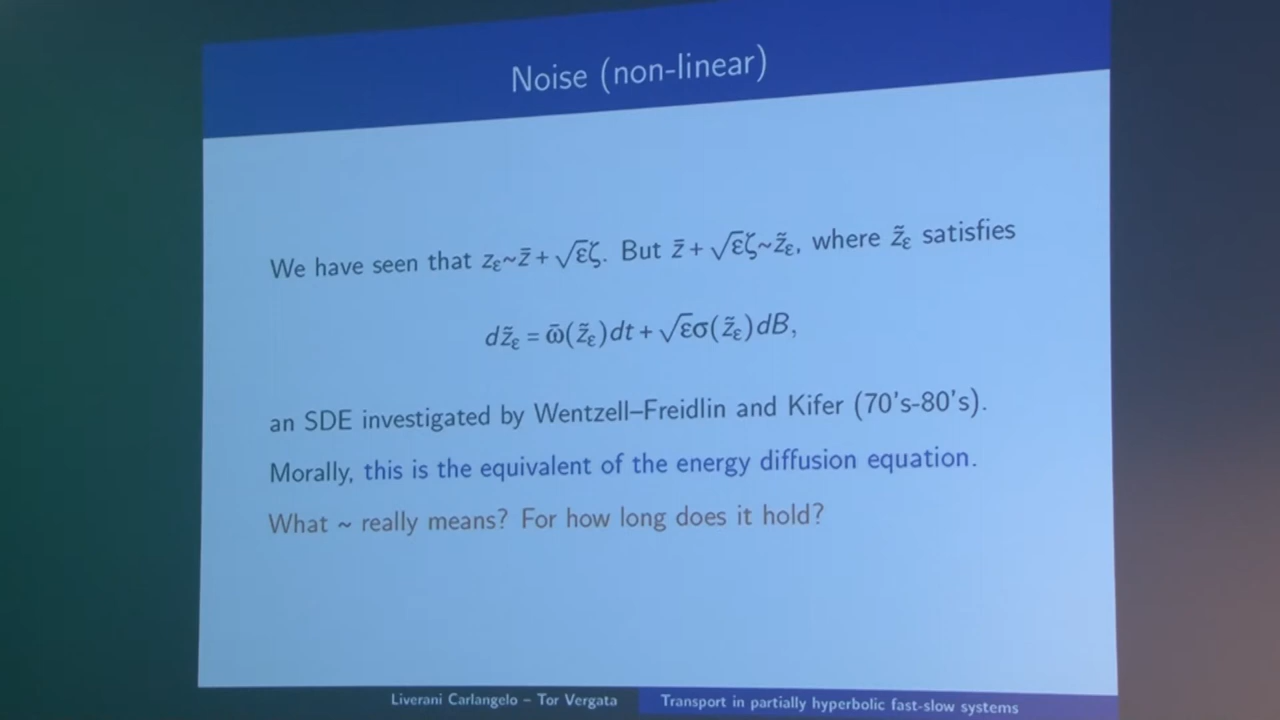 Noise (non-linear)
We have seen that z_ε~z̄ + √εζ. But z̄ + √εζ~z̃_ε, where z̃_ε satisfies
dz̃_ε = ω̄(z̃_ε)dt + √εσ(z̃_ε)dB,
an SDE investigated by Wentzell–Freidlin and Kifer (70's-80's).
Morally, this is the equivalent of the energy diffusion equation.
What ~ really means? For how long does it hold?
Liverani Carlangelo – Tor Vergata
Transport in partially hyperbolic fast-slow systems